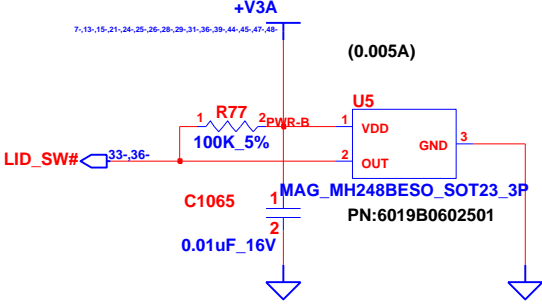 +V3A
7-,13-,15-,21-,24-,25-,26-,28-,29-,31-,36-,39-,44-,45-,47-,48-
(0.005A)
U5
R77
1
2
PWR-B
1
VDD
GND
3
100K_5%
LID_SW#
33-,36-
2
OUT
MAG_MH248BESO_SOT23_3P
C1065
1
PN:6019B0602501
2
0.01uF_16V